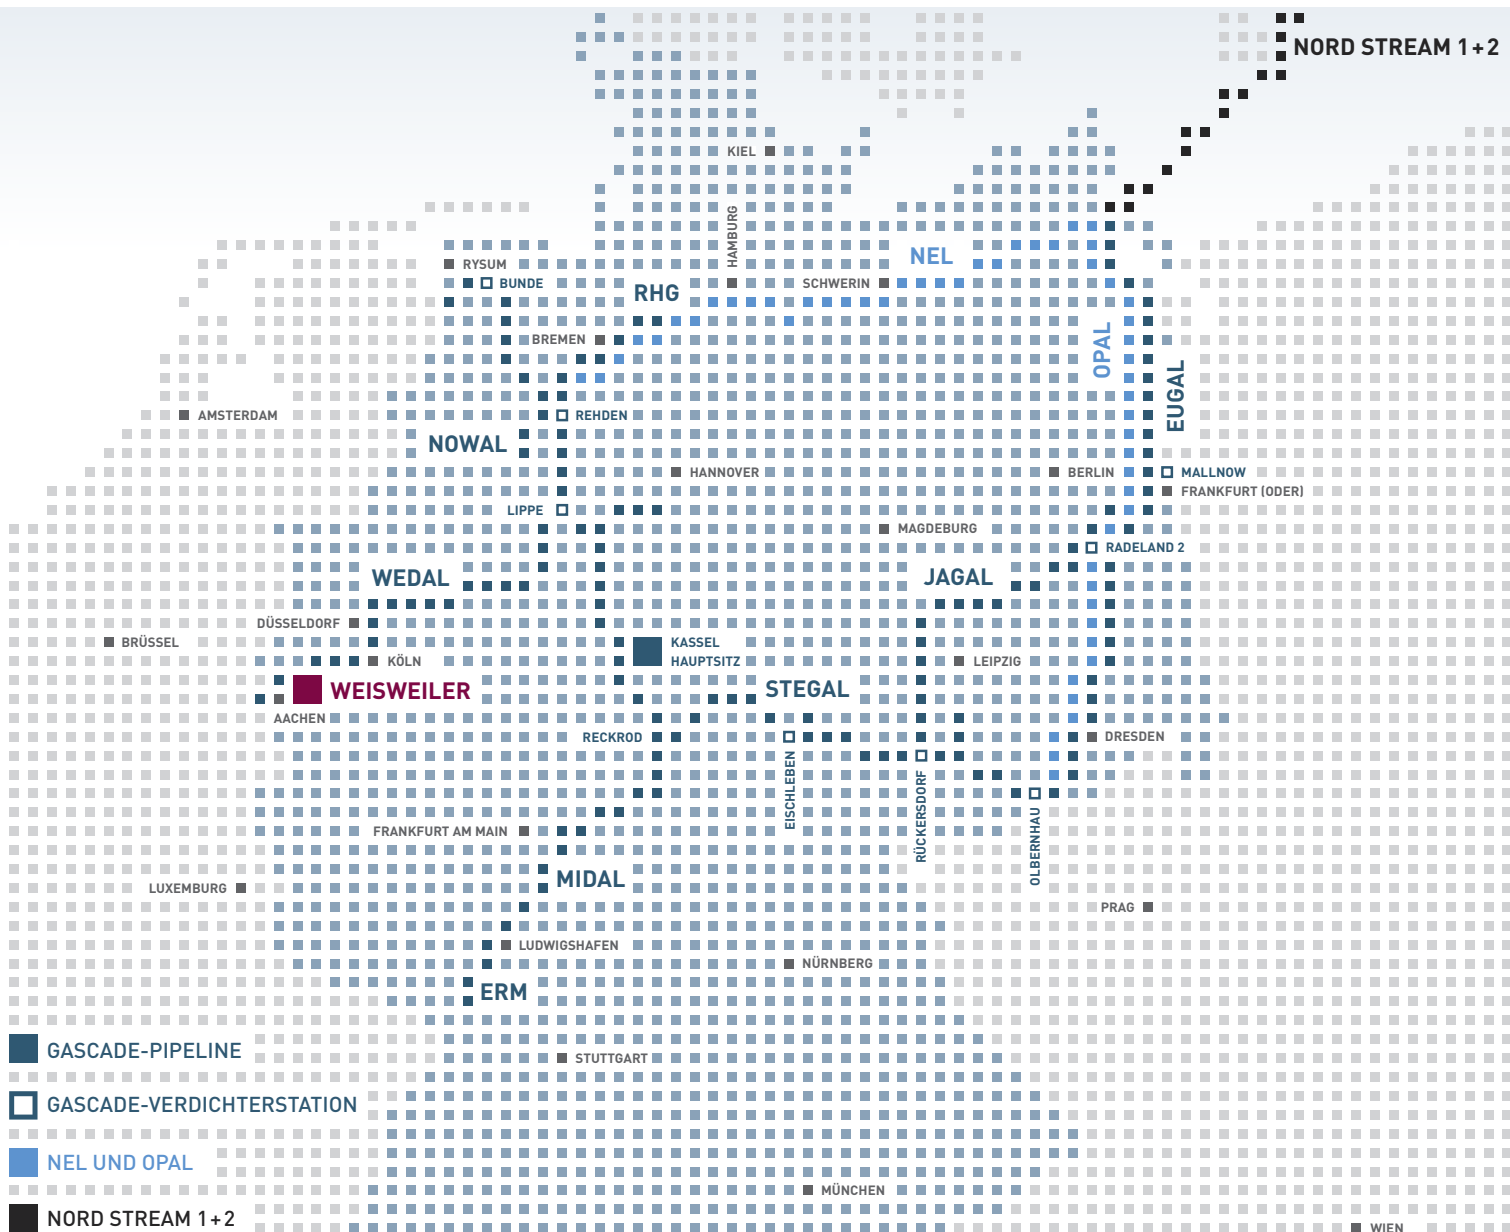 NORD STREAM 1+2
KIEL
HAMBURG
NEL
RYSUM
BUNDE
SCHWERIN
RHG
BREMEN
OPAL
EUGAL
AMSTERDAM
REHDEN
NOWAL
HANNOVER
BERLIN
MALLNOW
FRANKFURT (ODER)
LIPPE
MAGDEBURG
RADELAND 2
WEDAL
JAGAL
DÜSSELDORF
BRÜSSEL
KASSEL
HAUPTSITZ
KÖLN
LEIPZIG
WEISWEILER
STEGAL
AACHEN
RECKROD
DRESDEN
EISCHLEBEN
RÜCKERSDORF
OLBERNHAU
FRANKFURT AM MAIN
MIDAL
LUXEMBURG
PRAG
LUDWIGSHAFEN
NÜRNBERG
ERM
GASCADE-PIPELINE
STUTTGART
GASCADE-VERDICHTERSTATION
NEL UND OPAL
MÜNCHEN
NORD STREAM 1+2
WIEN